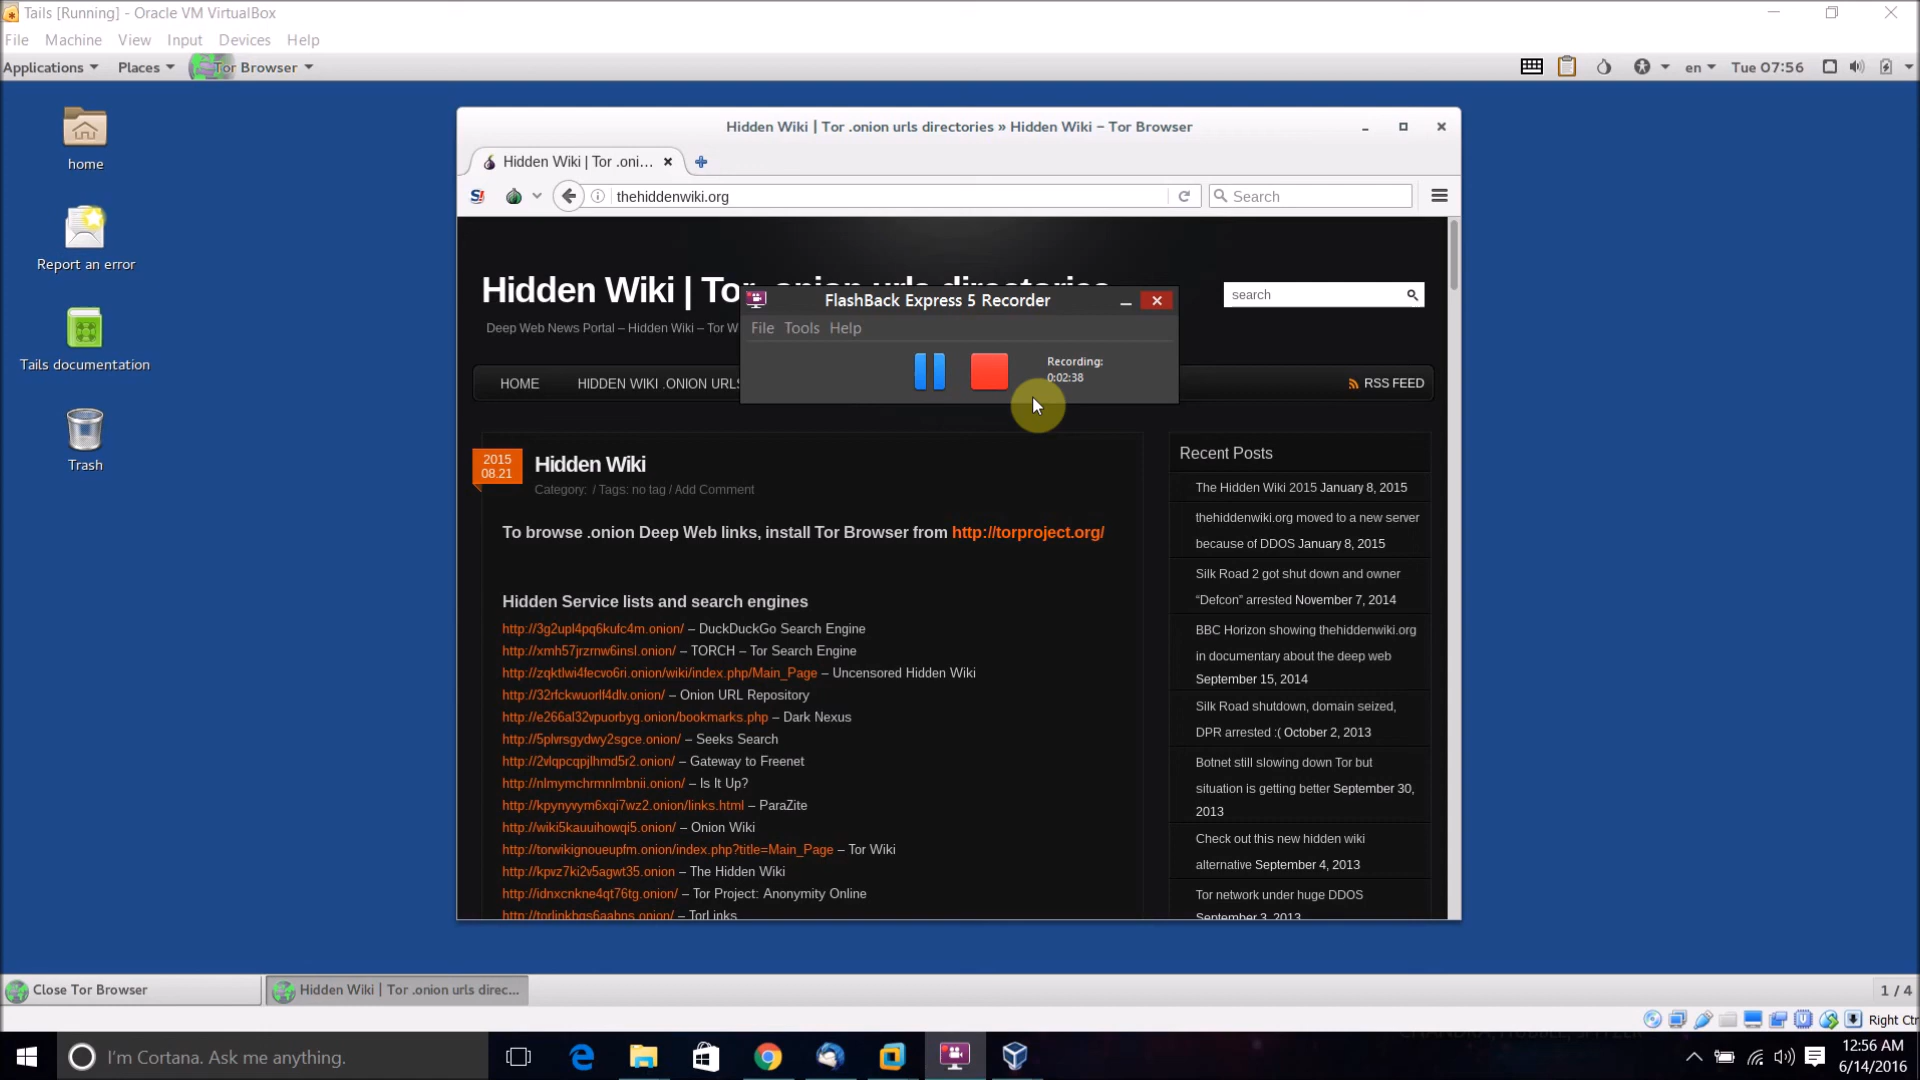 Tails [Running] - Oracle VM VirtualBox
File Machine View Input Devices Help
Applications Places Tor Browser en Tue 07:56
home
Report an error
Tails documentation
Trash
Hidden Wiki | Tor .onion urls directories » Hidden Wiki – Tor Browser
Hidden Wiki | Tor .oni...
thehiddenwiki.org
Search
Hidden Wiki | Tor .onion urls directories
search
Deep Web News Portal – Hidden Wiki – Tor W
FlashBack Express 5 Recorder
File Tools Help
Recording:
0:02:38
HOME HIDDEN WIKI .ONION URLS
RSS FEED
2015
08.21
Hidden Wiki
Category: / Tags: no tag / Add Comment
To browse .onion Deep Web links, install Tor Browser from http://torproject.org/
Hidden Service lists and search engines
http://3g2upl4pq6kufc4m.onion/ – DuckDuckGo Search Engine
http://xmh57jrzrnw6insl.onion/ – TORCH – Tor Search Engine
http://zqktlwi4fecvo6ri.onion/wiki/index.php/Main_Page – Uncensored Hidden Wiki
http://32rfckwuorlf4dlv.onion/ – Onion URL Repository
http://e266al32vpuorbyg.onion/bookmarks.php – Dark Nexus
http://5plvrsgydwy2sgce.onion/ – Seeks Search
http://2vlqpcqpjlhmd5r2.onion/ – Gateway to Freenet
http://nlmymchrmnlmbnii.onion/ – Is It Up?
http://kpynyvym6xqi7wz2.onion/links.html – ParaZite
http://wiki5kauuihowqi5.onion/ – Onion Wiki
http://torwikignoueupfm.onion/index.php?title=Main_Page – Tor Wiki
http://kpvz7ki2v5agwt35.onion – The Hidden Wiki
http://idnxcnkne4qt76tg.onion/ – Tor Project: Anonymity Online
http://torlinkbgs6aabns.onion/ – TorLinks
Recent Posts
The Hidden Wiki 2015 January 8, 2015
thehiddenwiki.org moved to a new server
because of DDOS January 8, 2015
Silk Road 2 got shut down and owner
“Defcon” arrested November 7, 2014
BBC Horizon showing thehiddenwiki.org
in documentary about the deep web
September 15, 2014
Silk Road shutdown, domain seized,
DPR arrested :( October 2, 2013
Botnet still slowing down Tor but
situation is getting better September 30,
2013
Check out this new hidden wiki
alternative September 4, 2013
Tor network under huge DDOS
September 3, 2013
Close Tor Browser
Hidden Wiki | Tor .onion urls direc...
1 / 4
Right Ctr
I'm Cortana. Ask me anything.
12:56 AM
6/14/2016